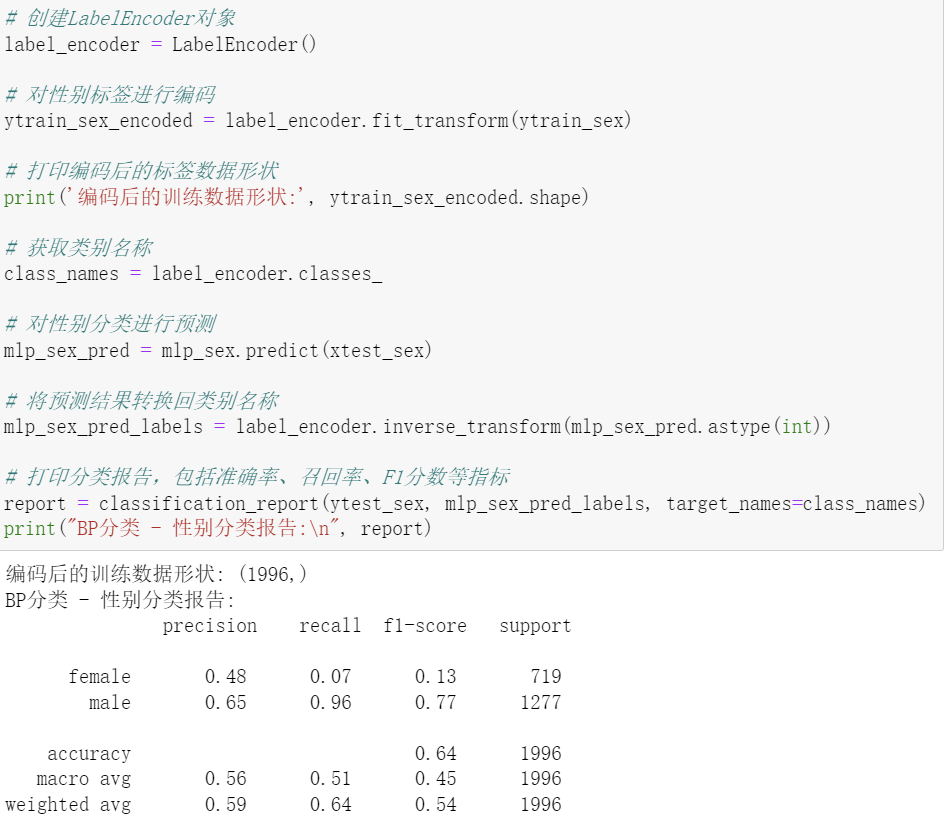 # 创建LabelEncoder对象
label_encoder = LabelEncoder()
# 对性别标签进行编码
ytrain_sex_encoded = label_encoder.fit_transform(ytrain_sex)
# 打印编码后的标签数据形状
print('编码后的训练数据形状:', ytrain_sex_encoded.shape)
# 获取类别名称
class_names = label_encoder.classes_
# 对性别分类进行预测
mlp_sex_pred = mlp_sex.predict(xtest_sex)
# 将预测结果转换回类别名称
mlp_sex_pred_labels = label_encoder.inverse_transform(mlp_sex_pred.astype(int))
# 打印分类报告，包括准确率、召回率、F1分数等指标
report = classification_report(ytest_sex, mlp_sex_pred_labels, target_names=class_names)
print("BP分类 - 性别分类报告:\n", report)
编码后的训练数据形状: (1996,)
BP分类 - 性别分类报告:
precision recall f1-score support
female 0.48 0.07 0.13 719
male 0.65 0.96 0.77 1277
accuracy 0.64 1996
macro avg 0.56 0.51 0.45 1996
weighted avg 0.59 0.64 0.54 1996